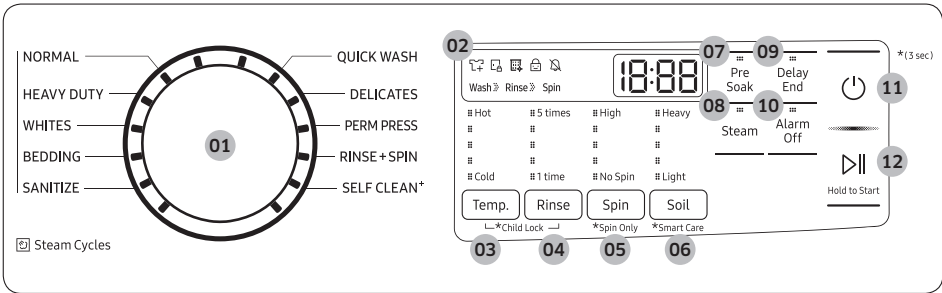 NORMAL
HEAVY DUTY
WHITES
BEDDING
SANITIZE
QUICK WASH
DELICATES
PERM PRESS
RINSE+SPIN
SELF CLEAN+
01
Steam Cycles
02
18:88
Wash》 Rinse》 Spin
Hot
5 times
High
Heavy
Cold
1 time
No Spin
Light
Temp.
Rinse
Spin
Soil
*Child Lock
*Spin Only
*Smart Care
03
04
05
06
07
Pre
Soak
09
Delay
End
08
Steam
10
Alarm
Off
*(3 sec)
11
12
Hold to Start